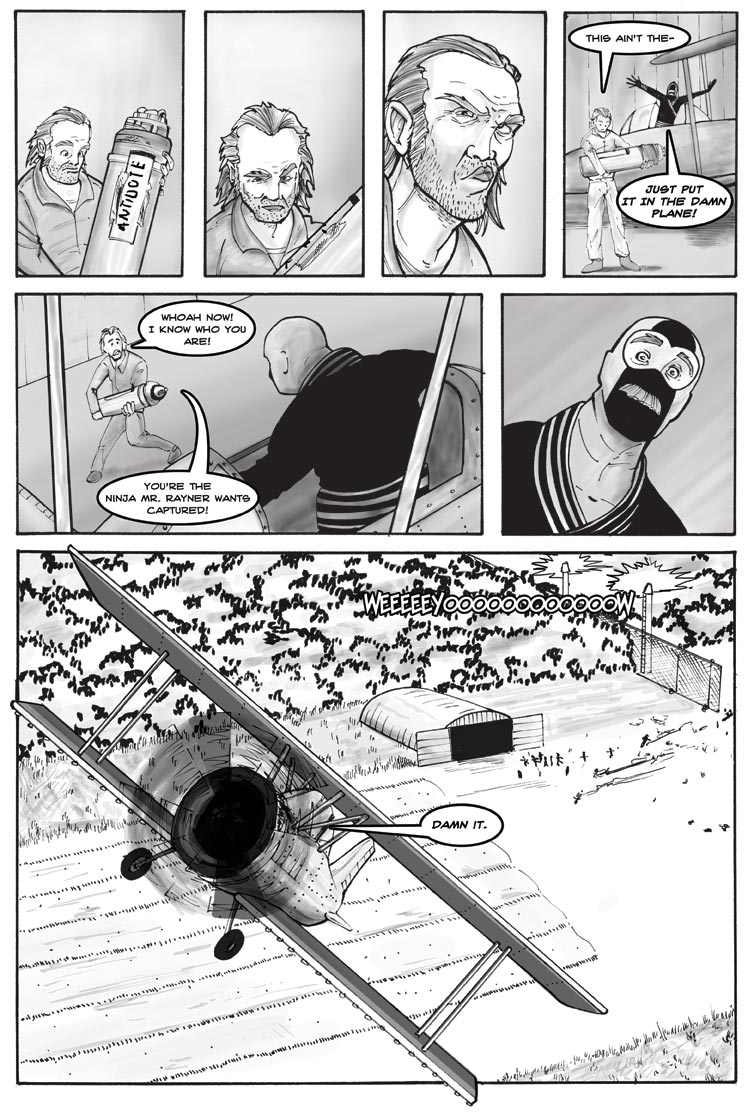 ANTIDOTE
THIS AIN'T THE-
JUST PUT
IT IN THE DAMN
PLANE!
WHOAH NOW!
I KNOW WHO YOU
ARE!
YOU'RE THE
NINJA MR. RAYNER WANTS
CAPTURED!
WEEEEEYOOOOOOOOOOOOOW
DAMN IT.